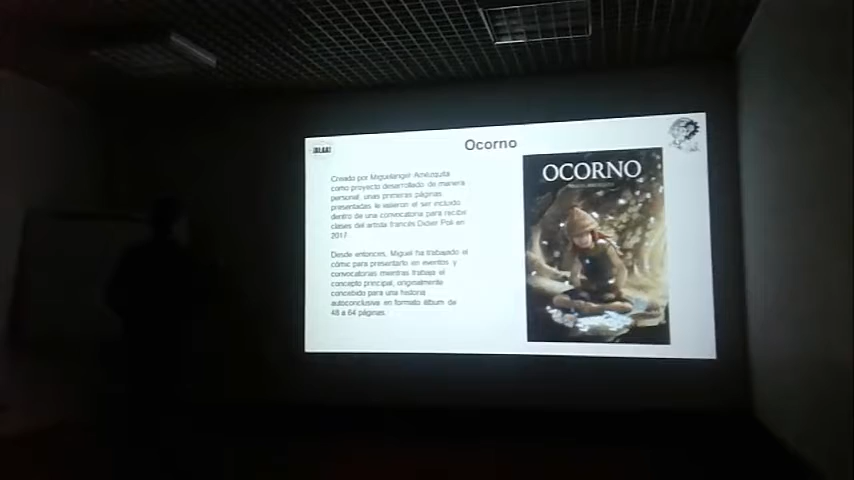 ¡BLAA!
Ocorno
Creado por Miguelangel Amézquita
como proyecto desarrollado de manera
personal, unas primeras páginas
presentadas le valieron el ser incluido
dentro de una convocatoria para recibir
clases del artista francés Didier Poli en
2017.
Desde entonces, Miguel ha trabajado el
cómic para presentarlo en eventos y
convocatorias mientras trabaja el
concepto principal, originalmente
concebido para una historia
autoconclusiva en formato álbum de
48 a 64 páginas.
OCORNO